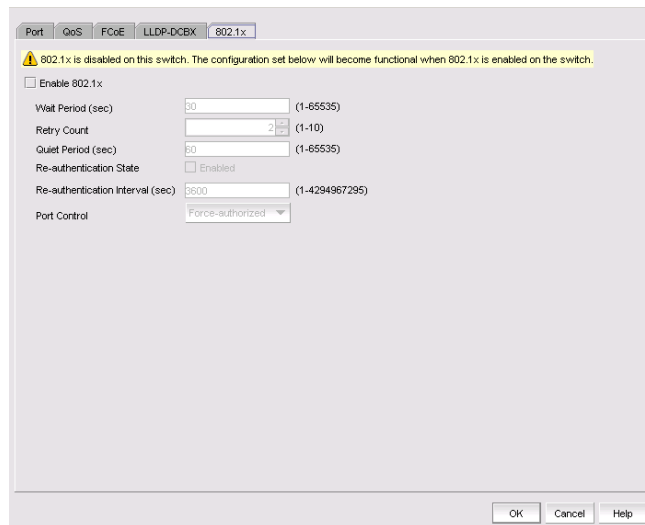 Port QoS FCoE LLDP-DCBX 802.1x
802.1x is disabled on this switch. The configuration set below will become functional when 802.1x is enabled on the switch.
Enable 802.1x
Wait Period (sec) 30 (1-65535)
Retry Count 2 (1-10)
Quiet Period (sec) 60 (1-65535)
Re-authentication State Enabled
Re-authentication Interval (sec) 3600 (1-4294967295)
Port Control Force-authorized
OK Cancel Help